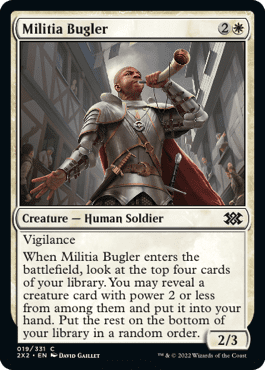 Militia Bugler 2
Creature — Human Soldier
Vigilance
When Militia Bugler enters the
battlefield, look at the top four cards
of your library. You may reveal a
creature card with power 2 or less
from among them and put it into your
hand. Put the rest on the bottom of
your library in a random order.
2/3
019/331 C
2X2 • EN DAVID GAILLET
™ & © 2022 Wizards of the Coast